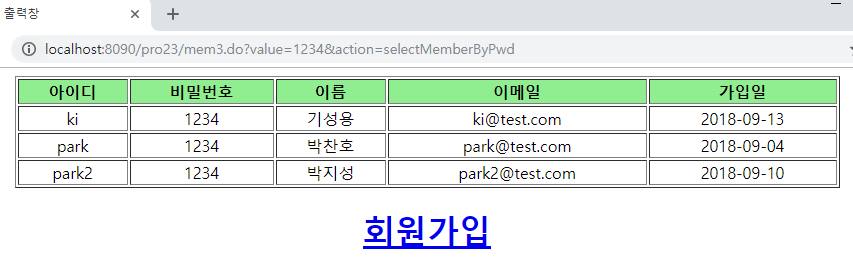 출력창
localhost:8090/pro23/mem3.do?value=1234&action=selectMemberByPwd
아이디 비밀번호 이름 이메일 가입일
ki 1234 기성용 ki@test.com 2018-09-13
park 1234 박찬호 park@test.com 2018-09-04
park2 1234 박지성 park2@test.com 2018-09-10
회원가입